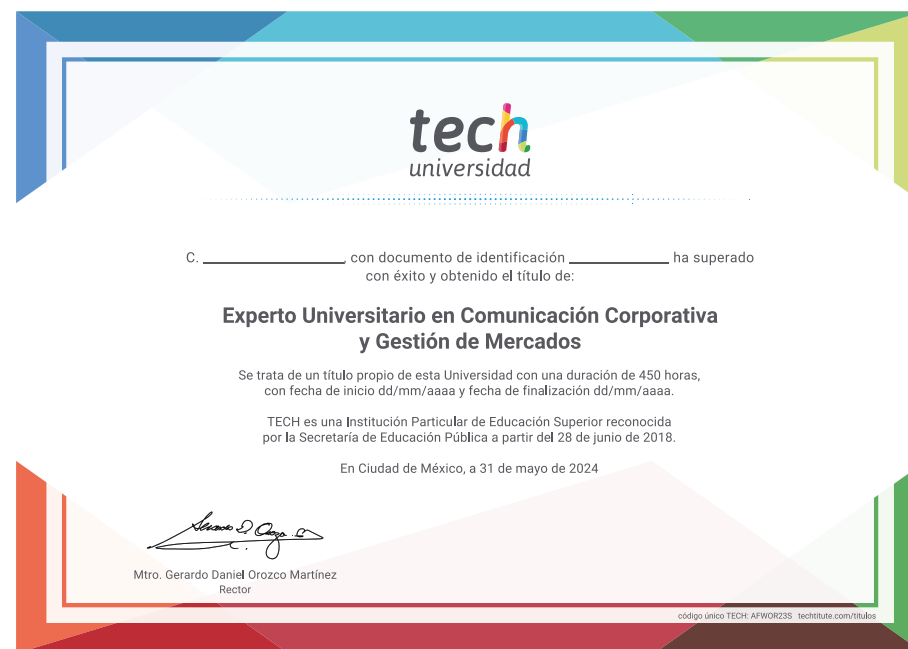 tech
universidad
C. ____________, con documento de identificación ____________ ha superado
con éxito y obtenido el título de:
Experto Universitario en Comunicación Corporativa
y Gestión de Mercados
Se trata de un título propio de esta Universidad con una duración de 450 horas,
con fecha de inicio dd/mm/aaaa y fecha de finalización dd/mm/aaaa.
TECH es una Institución Particular de Educación Superior reconocida
por la Secretaría de Educación Pública a partir del 28 de junio de 2018.
En Ciudad de México, a 31 de mayo de 2024
Mtro. Gerardo Daniel Orozco Martínez
Rector
código único TECH: AFWOR23S techtitute.com/titulos